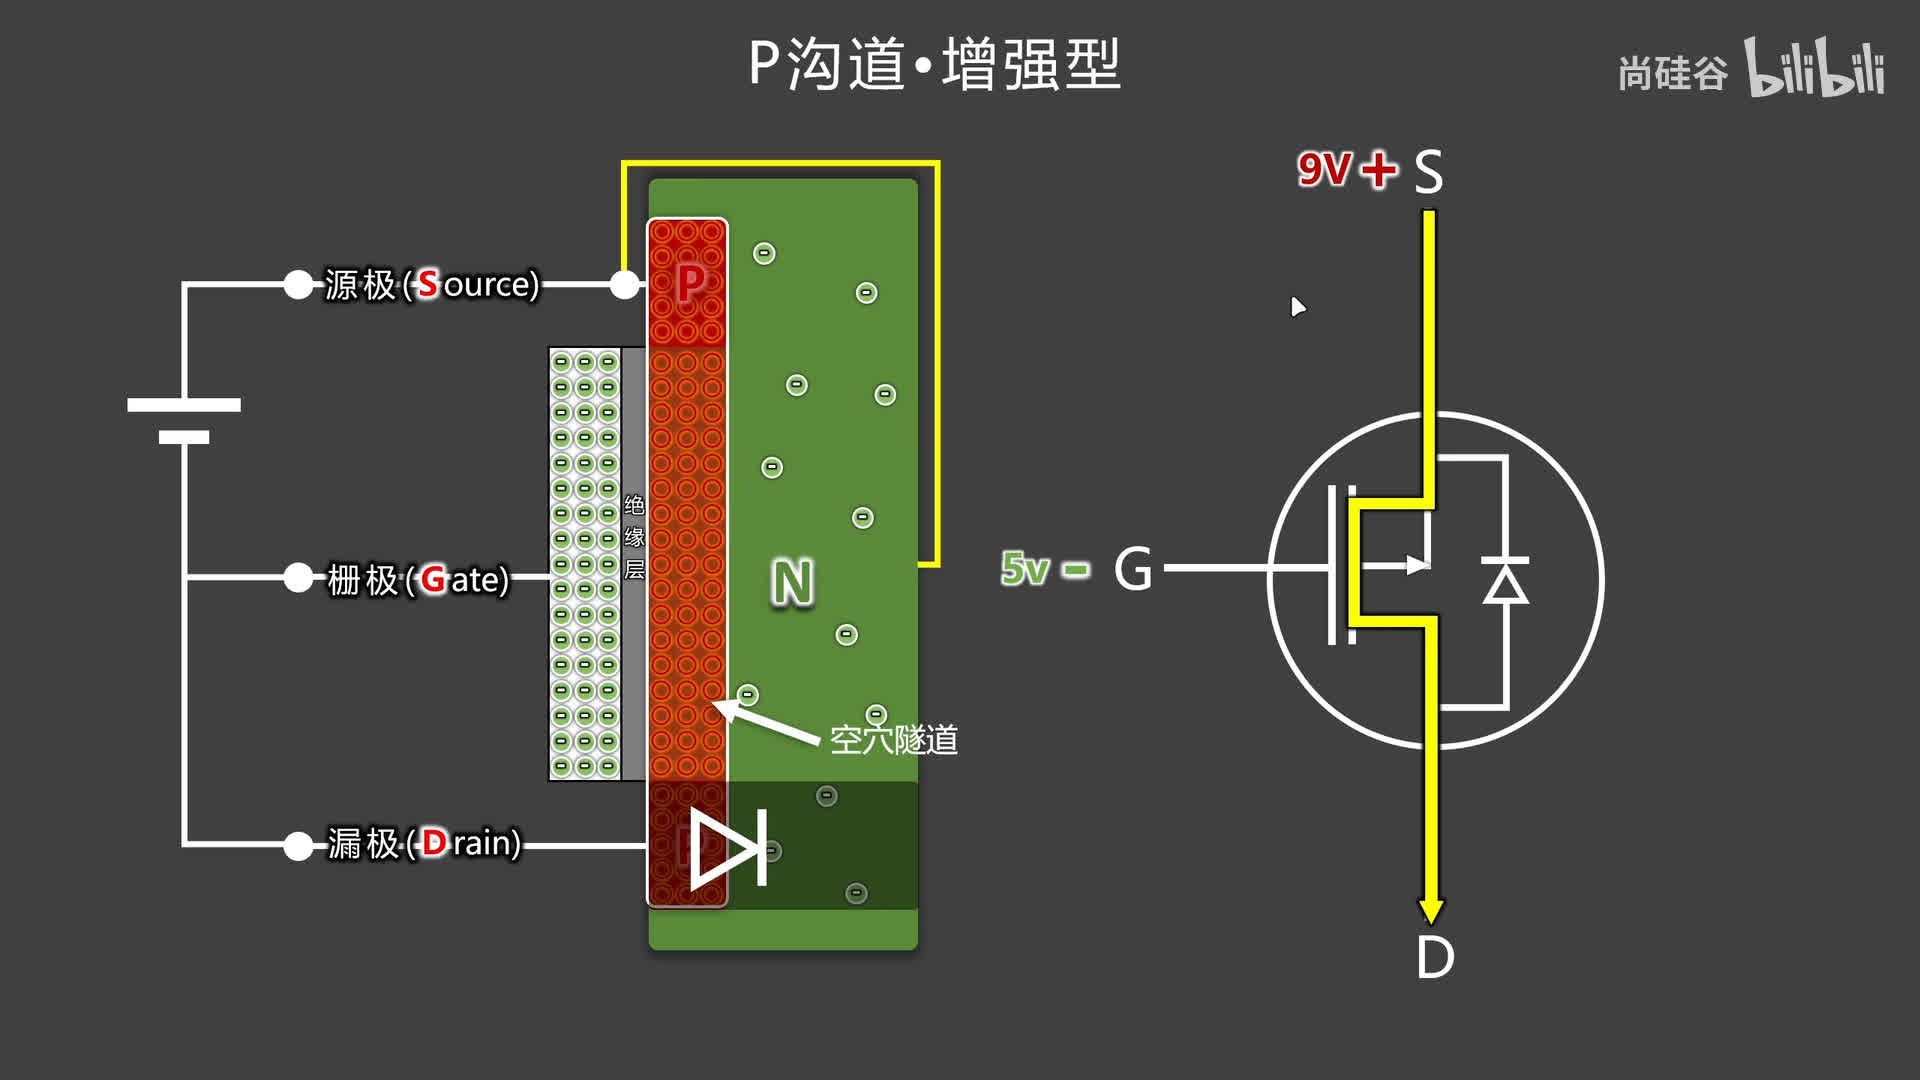 P沟道•增强型
尚硅谷 bilibili
9V+ S
P
源极(Source)
绝
缘
层
栅极(Gate)
N
5v - G
空穴隧道
漏极(Drain)
P
D